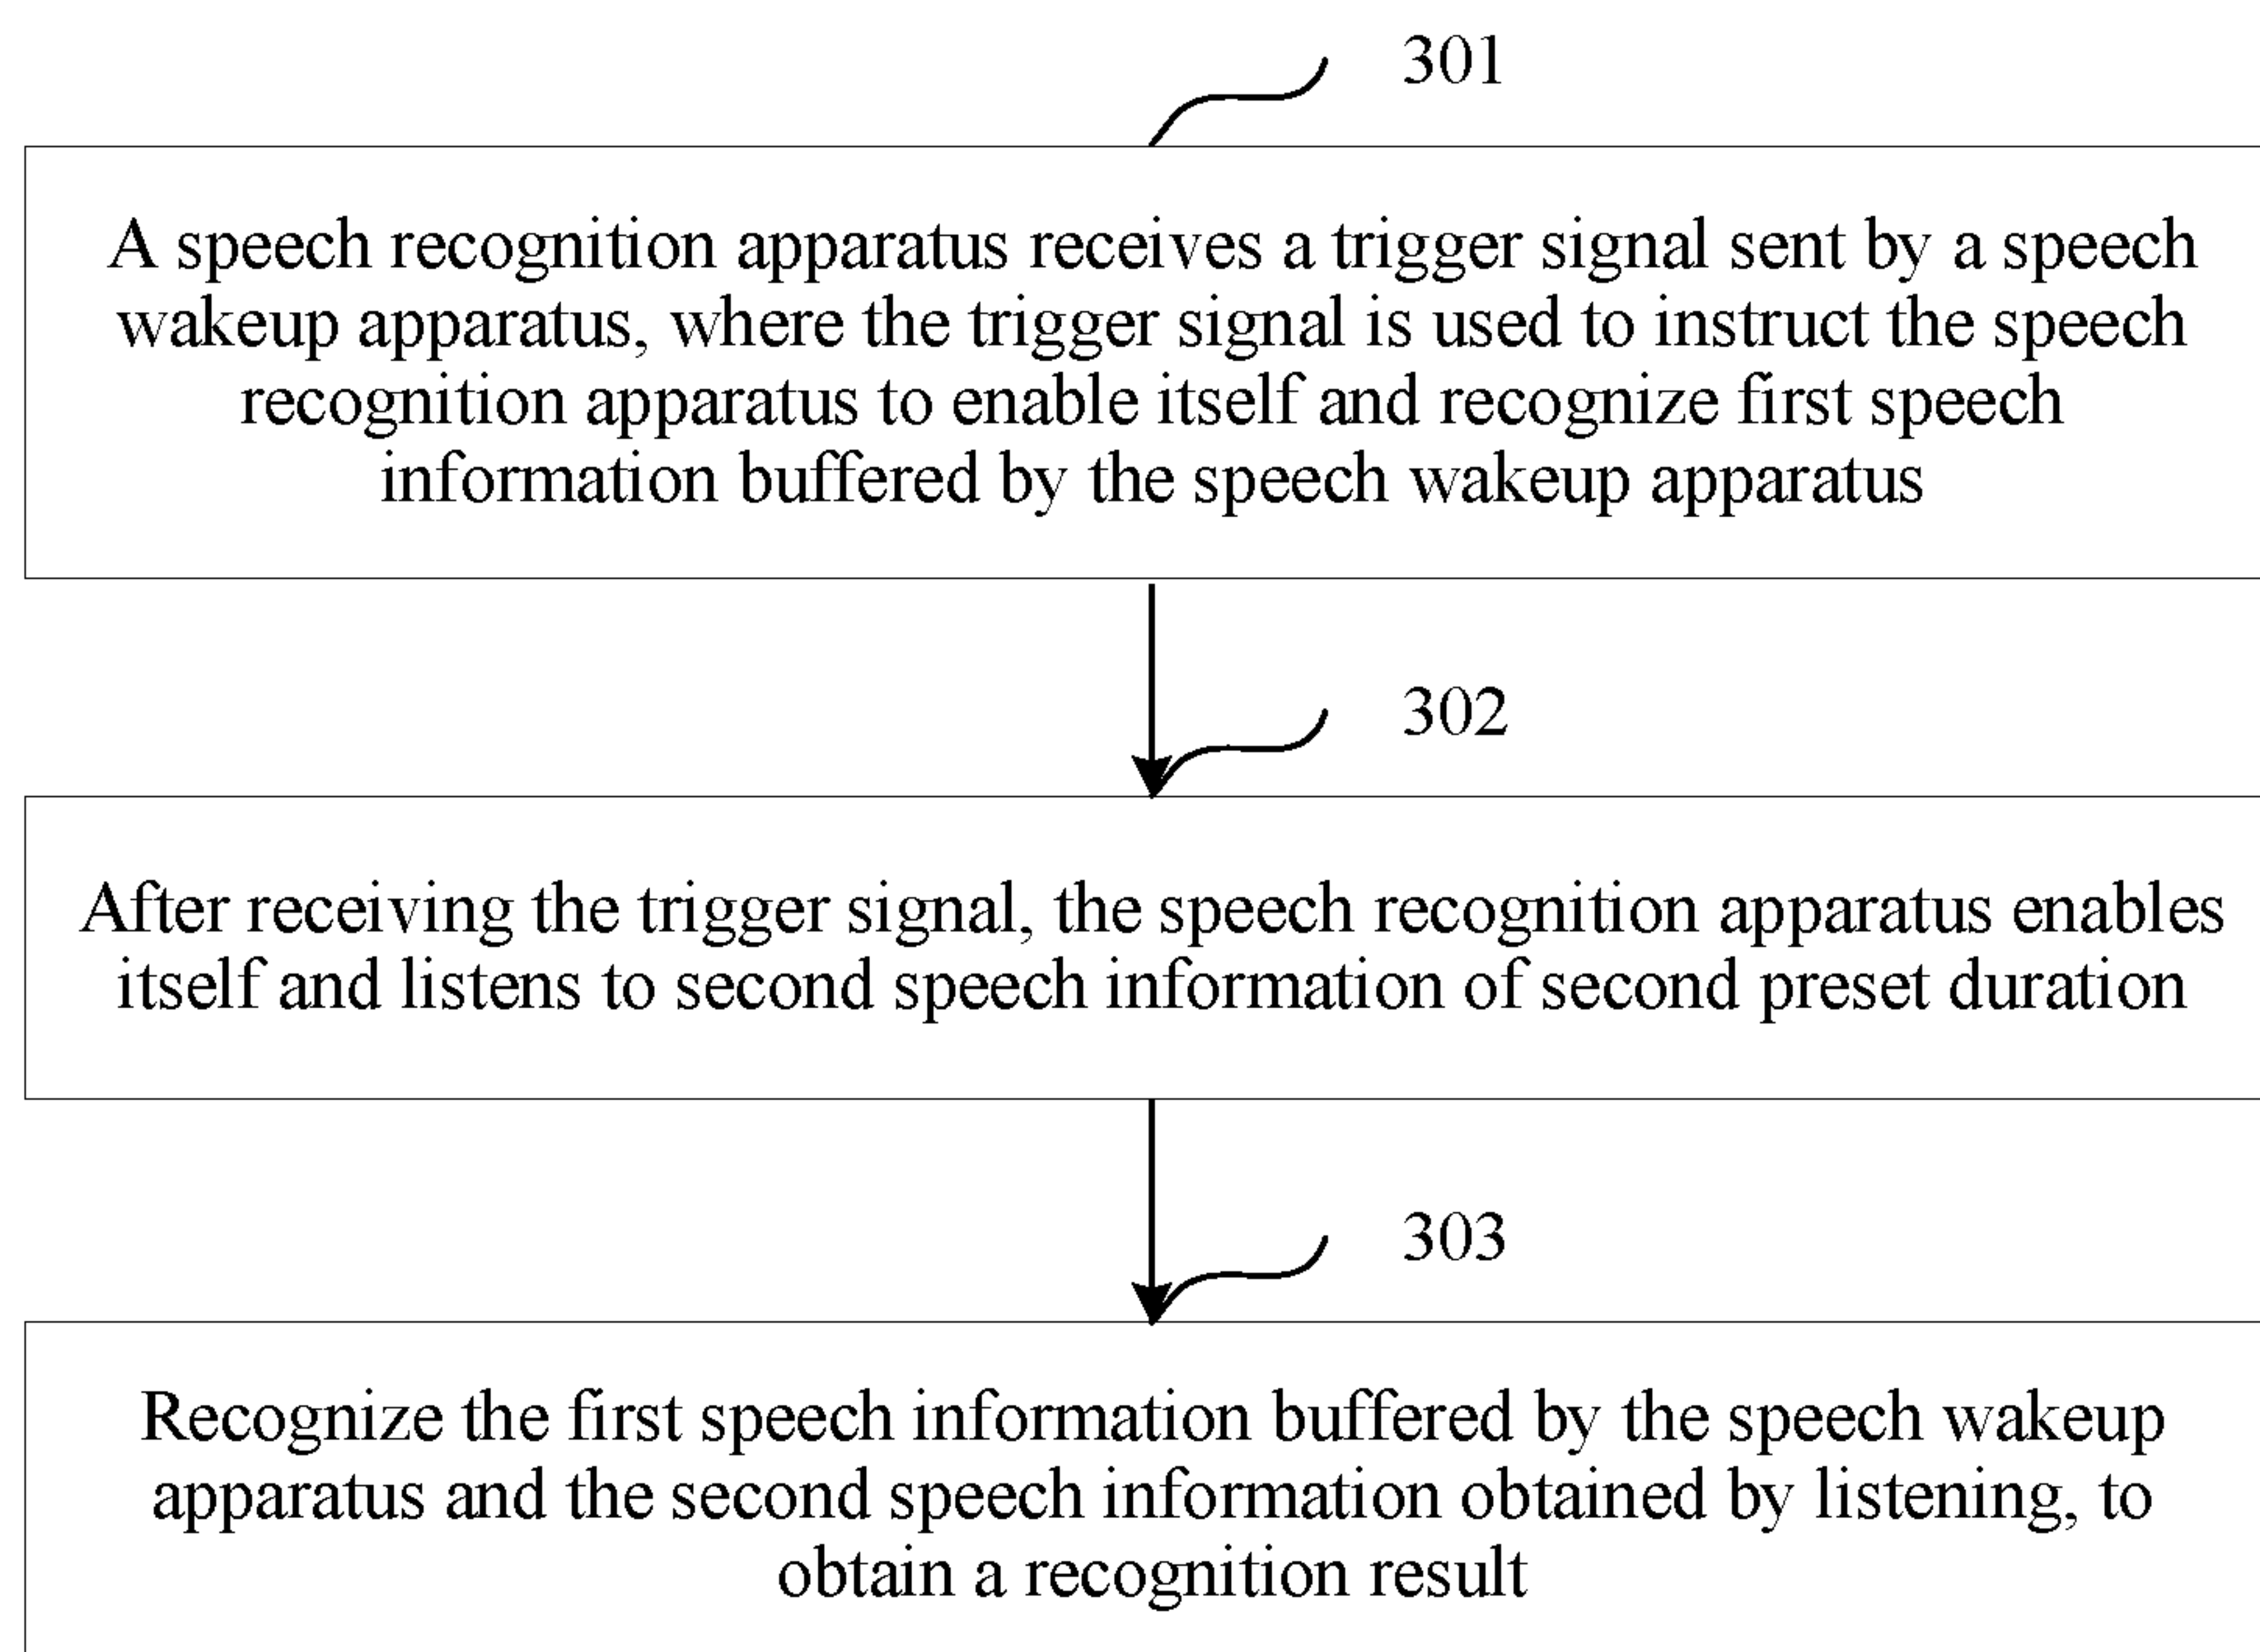 301
A speech recognition apparatus receives a trigger signal sent by a speech
wakeup apparatus, where the trigger signal is used to instruct the speech
recognition apparatus to enable itself and recognize first speech
information buffered by the speech wakeup apparatus
302
After receiving the trigger signal, the speech recognition apparatus enables
itself and listens to second speech information of second preset duration
303
Recognize the first speech information buffered by the speech wakeup
apparatus and the second speech information obtained by listening, to
obtain a recognition result